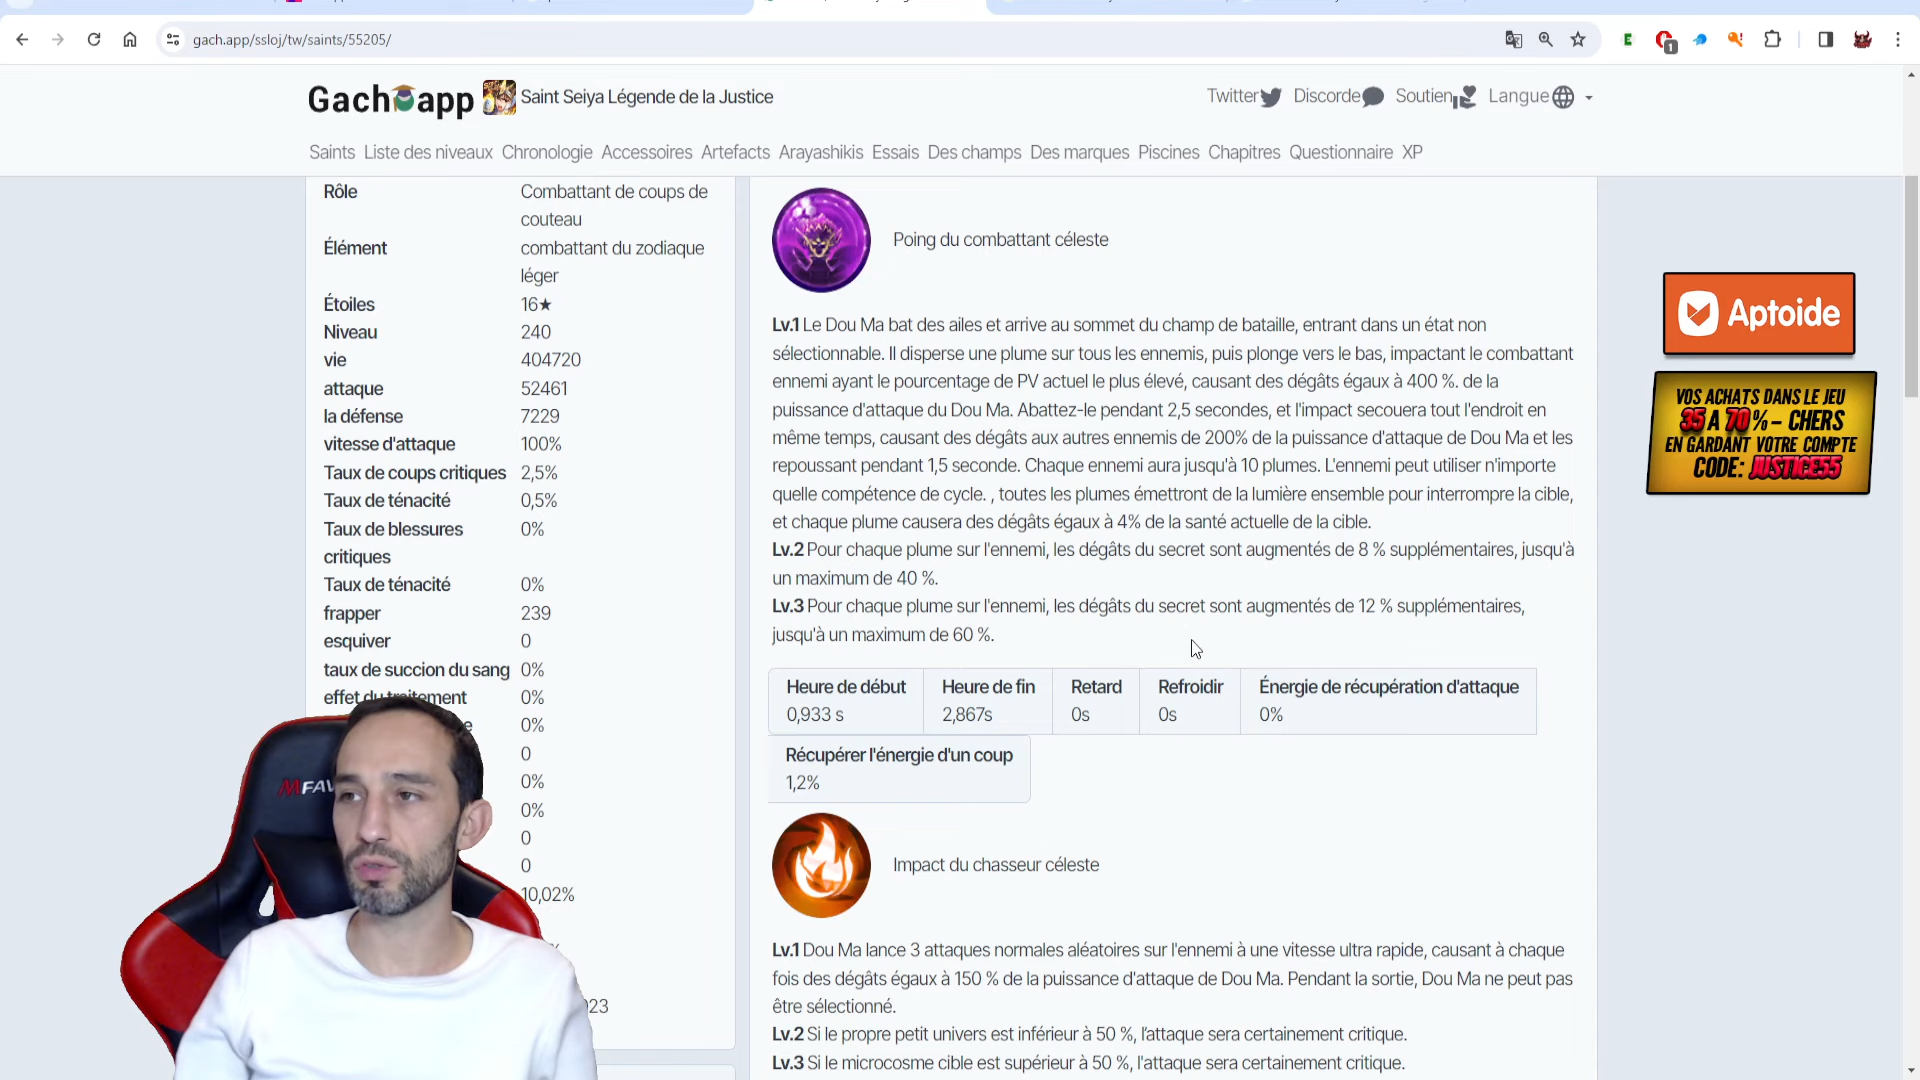 gach.app/ssloj/tw/saints/55205/
1
Gach app Saint Seiya Légende de la Justice
Twitter Discorde Soutien Langue
Saints Liste des niveaux Chronologie Accessoires Artefacts Arayashikis Essais Des champs Des marques Piscines Chapitres Questionnaire XP
Rôle Combattant de coups de
couteau
Élément combattant du zodiaque
léger
Étoiles 16★
Niveau 240
vie 404720
attaque 52461
la défense 7229
vitesse d'attaque 100%
Taux de coups critiques 2,5%
Taux de ténacité 0,5%
Taux de blessures 0%
critiques
Taux de ténacité 0%
frapper 239
esquiver 0
taux de succion du sang 0%
effet du traitement 0%
0%
0
0%
0%
0
0
10,02%
23
MFAV
Poing du combattant céleste
Lv.1 Le Dou Ma bat des ailes et arrive au sommet du champ de bataille, entrant dans un état non
sélectionnable. Il disperse une plume sur tous les ennemis, puis plonge vers le bas, impactant le combattant
ennemi ayant le pourcentage de PV actuel le plus élevé, causant des dégâts égaux à 400 %. de la
puissance d'attaque du Dou Ma. Abattez-le pendant 2,5 secondes, et l'impact secouera tout l'endroit en
même temps, causant des dégâts aux autres ennemis de 200% de la puissance d'attaque de Dou Ma et les
repoussant pendant 1,5 seconde. Chaque ennemi aura jusqu'à 10 plumes. L'ennemi peut utiliser n'importe
quelle compétence de cycle. , toutes les plumes émettront de la lumière ensemble pour interrompre la cible,
et chaque plume causera des dégâts égaux à 4% de la santé actuelle de la cible.
Lv.2 Pour chaque plume sur l'ennemi, les dégâts du secret sont augmentés de 8 % supplémentaires, jusqu'à
un maximum de 40 %.
Lv.3 Pour chaque plume sur l'ennemi, les dégâts du secret sont augmentés de 12 % supplémentaires,
jusqu'à un maximum de 60 %.
Heure de début Heure de fin Retard Refroidir Énergie de récupération d'attaque
0,933 s 2,867s 0s 0s 0%
Récupérer l'énergie d'un coup
1,2%
Impact du chasseur céleste
Lv.1 Dou Ma lance 3 attaques normales aléatoires sur l'ennemi à une vitesse ultra rapide, causant à chaque
fois des dégâts égaux à 150 % de la puissance d'attaque de Dou Ma. Pendant la sortie, Dou Ma ne peut pas
être sélectionné.
Lv.2 Si le propre petit univers est inférieur à 50 %, l'attaque sera certainement critique.
Lv.3 Si le microcosme cible est supérieur à 50 %, l'attaque sera certainement critique.
Aptoide
VOS ACHATS DANS LE JEU
35 A 70 % - CHERS
EN GARDANT VOTRE COMPTE
CODE: JUSTICE55